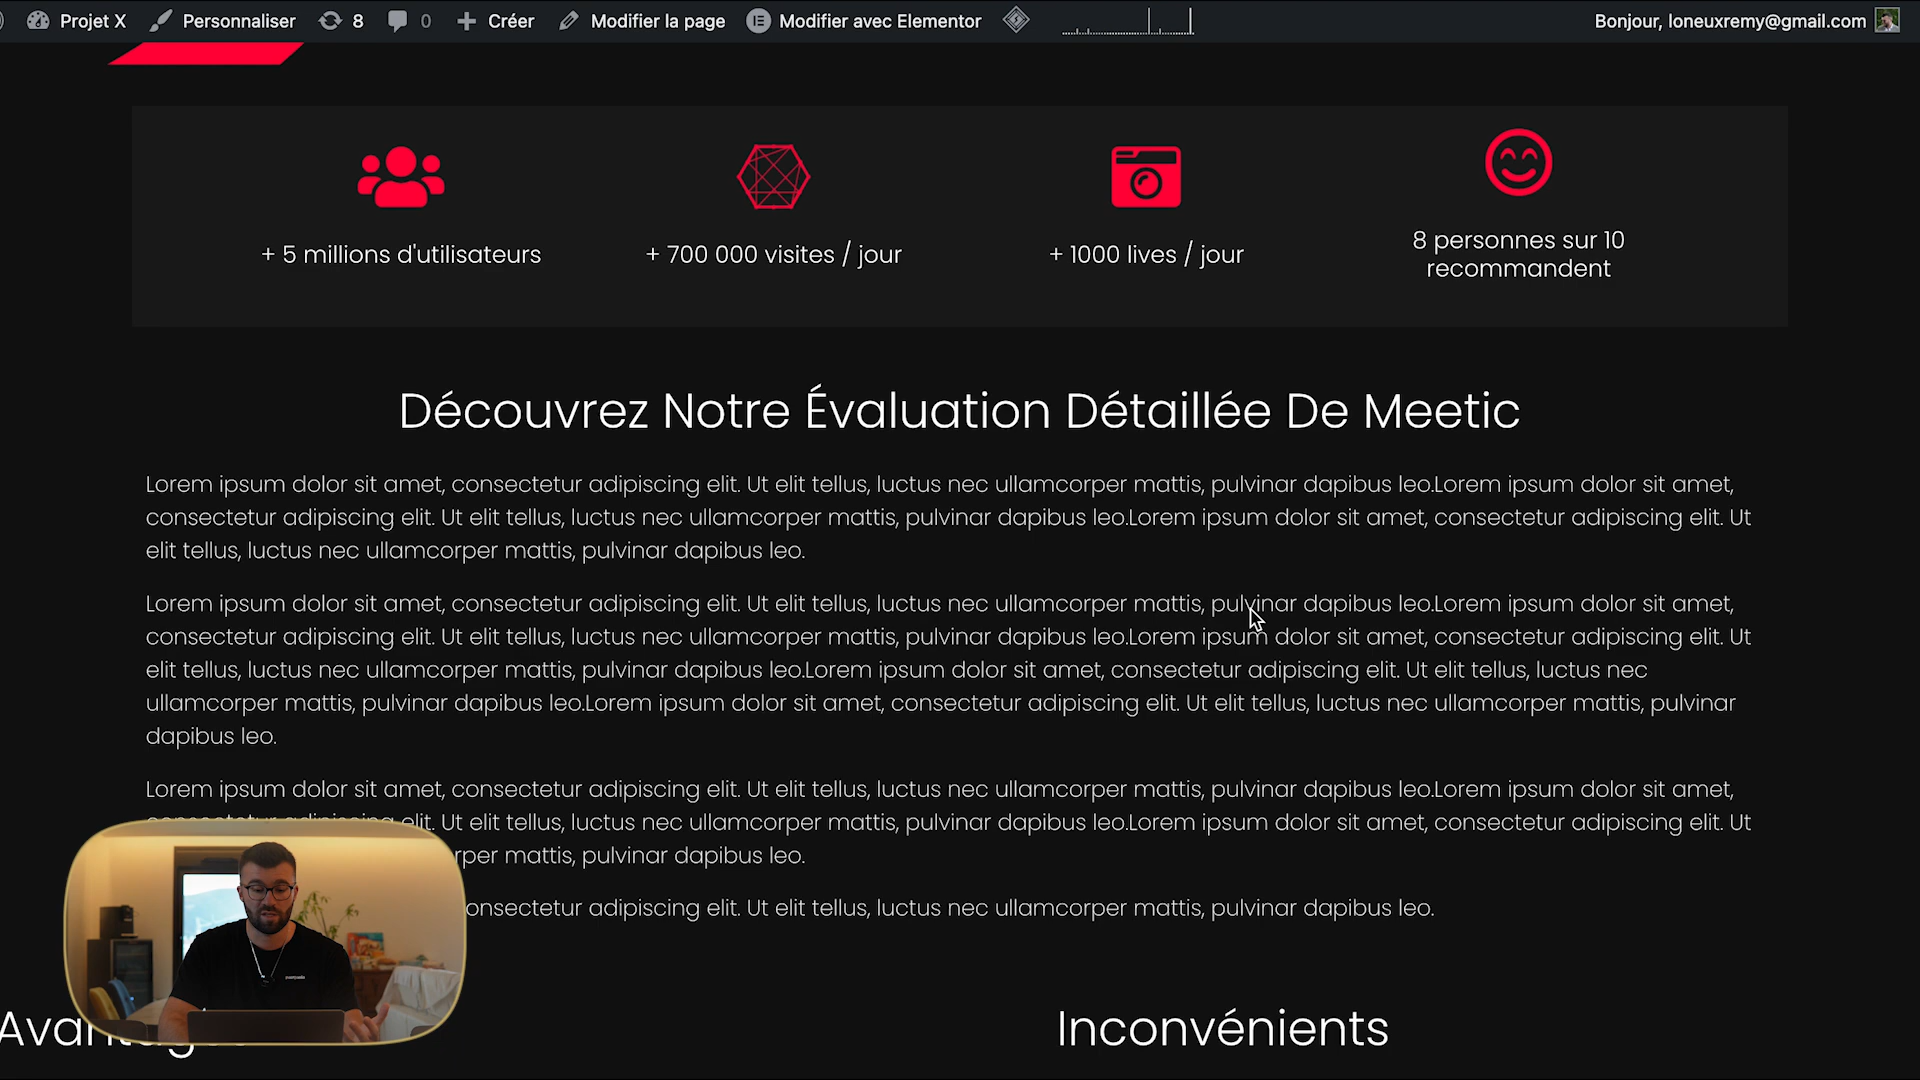 Projet X
Personnaliser
8
0
Créer
Modifier la page
Modifier avec Elementor
Bonjour, loneuxremy@gmail.com
+ 5 millions d'utilisateurs
+ 700 000 visites / jour
+ 1000 lives / jour
8 personnes sur 10
recommandent
Découvrez Notre Évaluation Détaillée De Meetic
Lorem ipsum dolor sit amet, consectetur adipiscing elit. Ut elit tellus, luctus nec ullamcorper mattis, pulvinar dapibus leo.Lorem ipsum dolor sit amet,
consectetur adipiscing elit. Ut elit tellus, luctus nec ullamcorper mattis, pulvinar dapibus leo.Lorem ipsum dolor sit amet, consectetur adipiscing elit. Ut
elit tellus, luctus nec ullamcorper mattis, pulvinar dapibus leo.
Lorem ipsum dolor sit amet, consectetur adipiscing elit. Ut elit tellus, luctus nec ullamcorper mattis, pulvinar dapibus leo.Lorem ipsum dolor sit amet,
consectetur adipiscing elit. Ut elit tellus, luctus nec ullamcorper mattis, pulvinar dapibus leo.Lorem ipsum dolor sit amet, consectetur adipiscing elit. Ut
elit tellus, luctus nec ullamcorper mattis, pulvinar dapibus leo.Lorem ipsum dolor sit amet, consectetur adipiscing elit. Ut elit tellus, luctus nec
ullamcorper mattis, pulvinar dapibus leo.Lorem ipsum dolor sit amet, consectetur adipiscing elit. Ut elit tellus, luctus nec ullamcorper mattis, pulvinar
dapibus leo.
Lorem ipsum dolor sit amet, consectetur adipiscing elit. Ut elit tellus, luctus nec ullamcorper mattis, pulvinar dapibus leo.Lorem ipsum dolor sit amet,
consectetur adipiscing elit. Ut elit tellus, luctus nec ullamcorper mattis, pulvinar dapibus leo.Lorem ipsum dolor sit amet, consectetur adipiscing elit. Ut
rper mattis, pulvinar dapibus leo.
onsectetur adipiscing elit. Ut elit tellus, luctus nec ullamcorper mattis, pulvinar dapibus leo.
Inconvénients